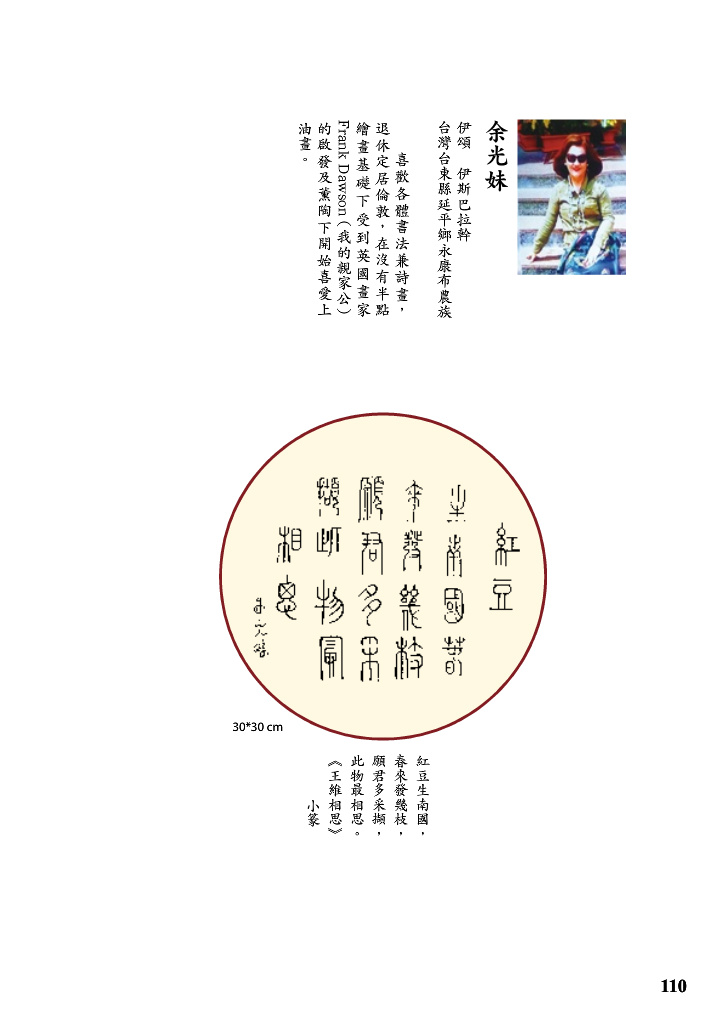 余光妹
伊頌　伊斯巴拉幹
台灣台東縣延平鄉永康布農族
喜歡各體書法兼詩畫，
退休定居倫敦，在沒有半點
繪畫基礎下受到英國畫家
Frank Dawson（我的親家公）
的啟發及薰陶下開始喜愛上
油畫。
紅豆
生南國春
來發幾枝
願君多采
擷此物最
相思
30*30 cm
紅豆生南國，
春來發幾枝，
願君多采擷，
此物最相思。
《王維相思》
小篆
110